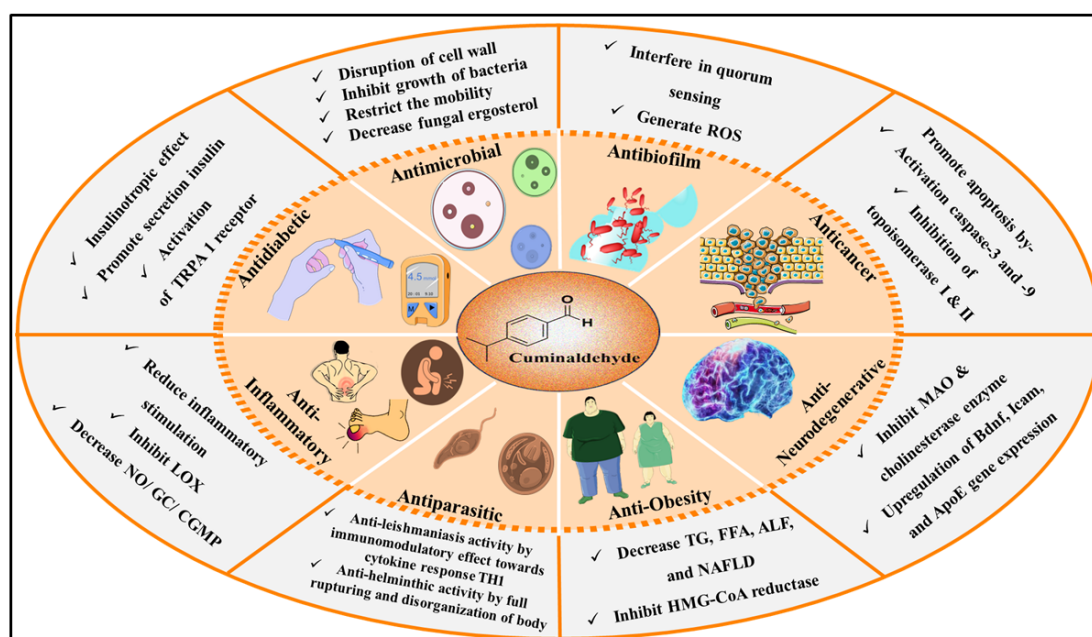 ✓ Disruption of cell wall
✓ Inhibit growth of bacteria
✓ Restrict the mobility
✓ Decrease fungal ergosterol
Antimicrobial
✓ Interfere in quorum
sensing
✓ Generate ROS
Antibiofilm
✓ Promote apoptosis by-
✓ Activation caspase-3 and -9
✓ Inhibition of
topoisomerase I & II
Anticancer
✓ Inhibit MAO &
cholinesterase enzyme
✓ Upregulation of Bdnf, Icam,
and ApoE gene expression
Anti-
Neurodegenerative
✓ Decrease TG, FFA, ALF,
and NAFLD
✓ Inhibit HMG-CoA reductase
Anti-Obesity
✓ Anti-leishmaniasis activity by
immunomodulatory effect towards
cytokine response TH1
✓ Anti-helminthic activity by full
rupturing and disorganization of body
Antiparasitic
✓ Reduce inflammatory
stimulation
✓ Inhibit LOX
✓ Decrease NO/ GC/ CGMP
Anti-
Inflammatory
✓ Insulinotropic effect
✓ Promote secretion insulin
✓ Activation
of TRPA 1 receptor
Antidiabetic
4.5
M
O
H
Cuminaldehyde